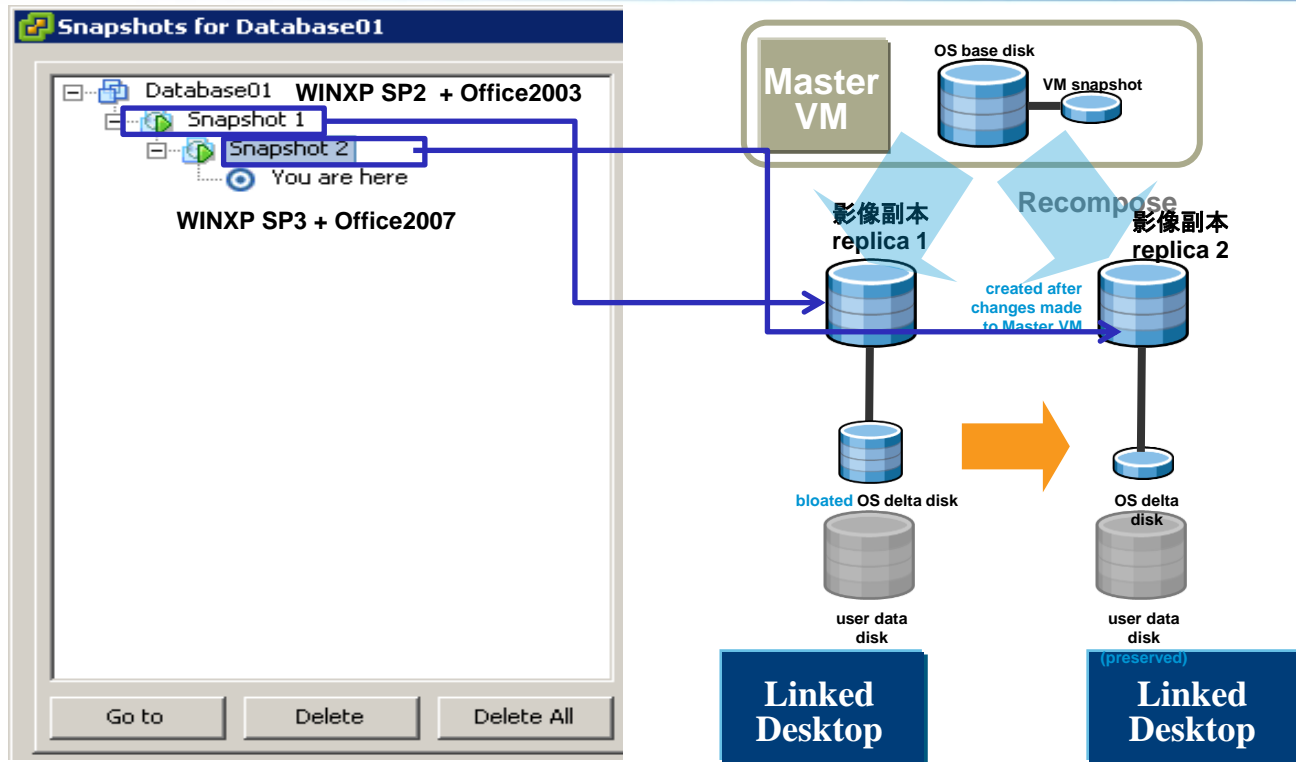 Snapshots for Database01
Database01 WINXP SP2 + Office2003
Snapshot 1
Snapshot 2
You are here
WINXP SP3 + Office2007
Go to
Delete
Delete All
Master
VM
OS base disk
VM snapshot
Recompose
影像副本
replica 1
影像副本
replica 2
created after
changes made
to Master VM
bloated OS delta disk
OS delta
disk
user data
disk
user data
disk
(preserved)
Linked
Desktop
Linked
Desktop